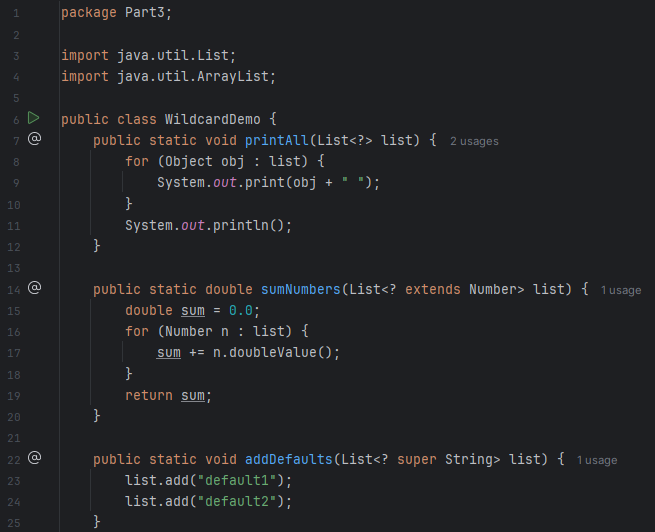 1 package Part3;
2
3 import java.util.List;
4 import java.util.ArrayList;
5
6 public class WildcardDemo {
7 @ public static void printAll(List<?> list) { 2 usages
8 for (Object obj : list) {
9 System.out.print(obj + " ");
10 }
11 System.out.println();
12 }
13
14 @ public static double sumNumbers(List<? extends Number> list) { 1 usage
15 double sum = 0.0;
16 for (Number n : list) {
17 sum += n.doubleValue();
18 }
19 return sum;
20 }
21
22 @ public static void addDefaults(List<? super String> list) { 1 usage
23 list.add("default1");
24 list.add("default2");
25 }